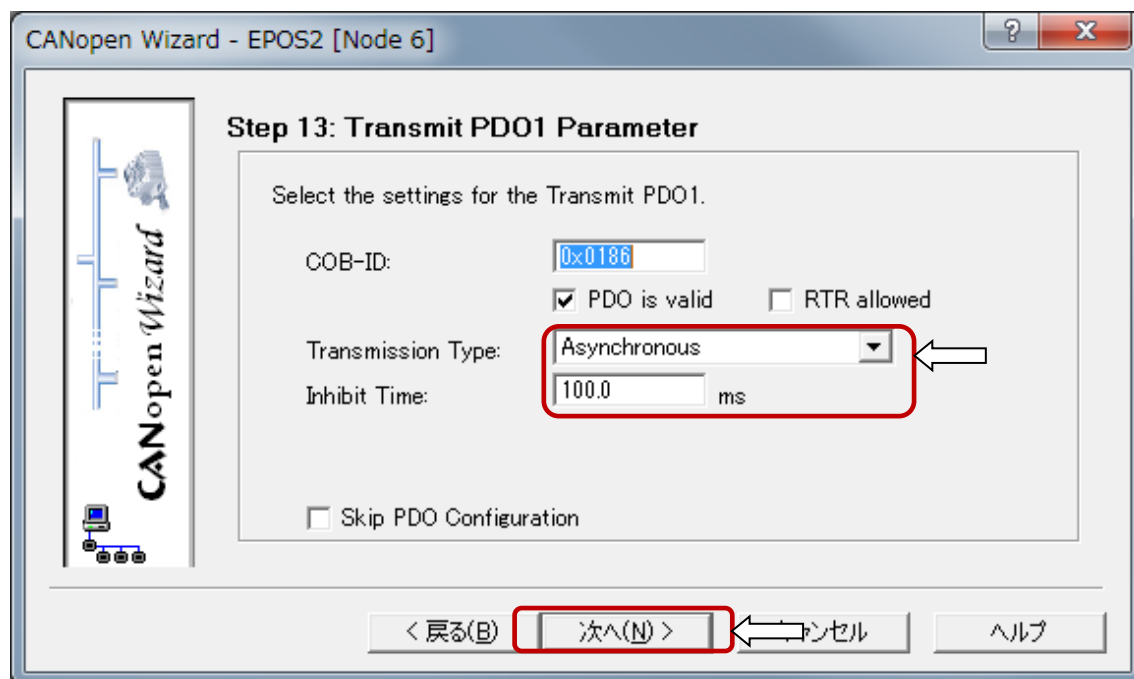 CANopen Wizard - EPOS2 [Node 6]
?
x
CANopen Wizard
Step 13: Transmit PDO1 Parameter
Select the settings for the Transmit PDO1.
COB-ID:
0x0186
PDO is valid
RTR allowed
Transmission Type:
Asynchronous
Inhibit Time:
100.0
ms
Skip PDO Configuration
< 戻る(B)
次へ(N) >
ンセル
ヘルプ